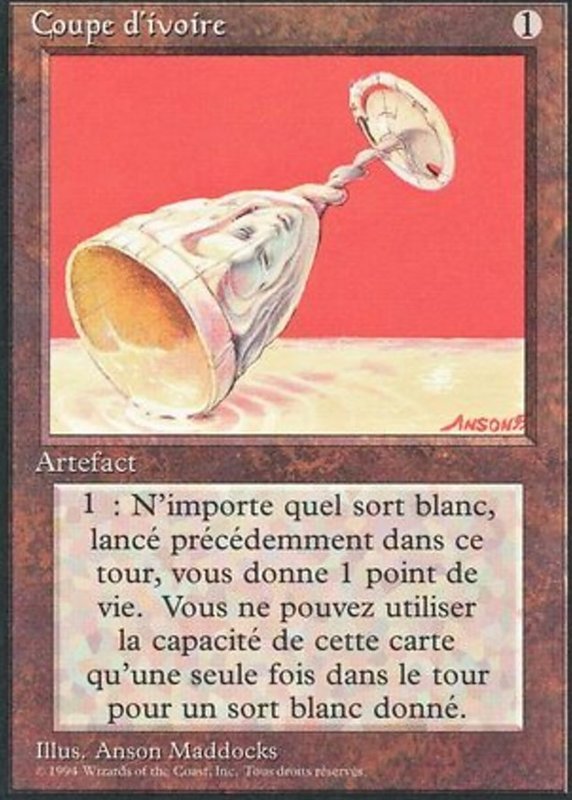 Coupe d'ivoire 1
ANSON
Artefact
1 : N'importe quel sort blanc,
lancé précédemment dans ce
tour, vous donne 1 point de
vie. Vous ne pouvez utiliser
la capacité de cette carte
qu'une seule fois dans le tour
pour un sort blanc donné.
Illus. Anson Maddocks
© 1994 Wizards of the Coast, Inc. Tous droits réservés.